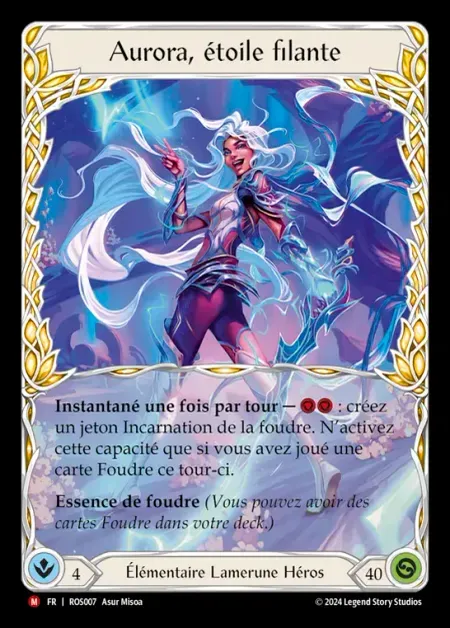 Aurora, étoile filante
Instantané une fois par tour — : créez
un jeton Incarnation de la foudre. N'activez
cette capacité que si vous avez joué une
carte Foudre ce tour-ci.
Essence de foudre (Vous pouvez avoir des
cartes Foudre dans votre deck.)
4 Élémentaire Lamerune Héros 40
M FR | ROS007 Asur Misoa © 2024 Legend Story Studios